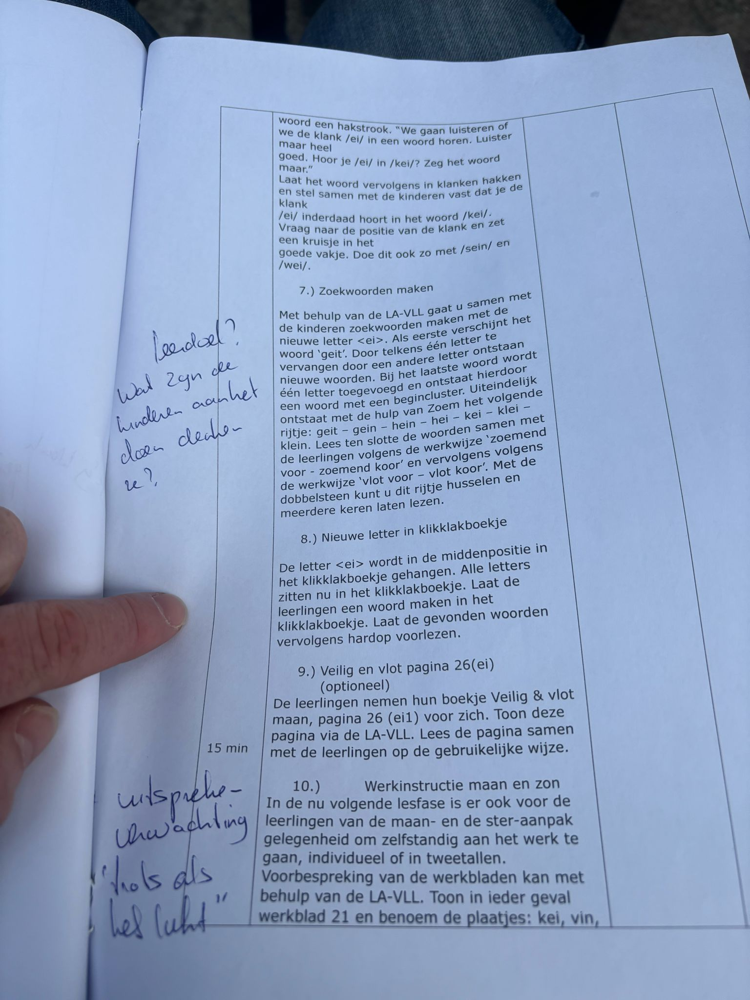 woord een hakstrook. “We gaan luisteren of
we de klank /ei/ in een woord horen. Luister
maar heel
goed. Hoor je /ei/ in /kei/? Zeg het woord
maar.”
Laat het woord vervolgens in klanken hakken
en stel samen met de kinderen vast dat je de
klank
/ei/ inderdaad hoort in het woord /kei/.
Vraag naar de positie van de klank en zet
een kruisje in het
goede vakje. Doe dit ook zo met /sein/ en
/wei/.
7.) Zoekwoorden maken
Met behulp van de LA-VLL gaat u samen met
de kinderen zoekwoorden maken met de
nieuwe letter <ei>. Als eerste verschijnt het
woord ‘geit’. Door telkens één letter te
vervangen door een andere letter ontstaan
nieuwe woorden. Bij het laatste woord wordt
één letter toegevoegd en ontstaat hierdoor
een woord met een begincluster. Uiteindelijk
ontstaat met de hulp van Zoem het volgende
rijtje: geit – gein – hein – hei – kei – klei –
klein. Lees ten slotte de woorden samen met
de leerlingen volgens de werkwijze ‘zoemend
voor - zoemend koor’ en vervolgens volgens
de werkwijze ‘vlot voor – vlot koor’. Met de
dobbelsteen kunt u dit rijtje husselen en
meerdere keren laten lezen.
leerdoel?
wat zijn de
kinderen aan het
doen denken
ze?
8.) Nieuwe letter in klikklakboekje
De letter <ei> wordt in de middenpositie in
het klikklakboekje gehangen. Alle letters
zitten nu in het klikklakboekje. Laat de
leerlingen een woord maken in het
klikklakboekje. Laat de gevonden woorden
vervolgens hardop voorlezen.
9.) Veilig en vlot pagina 26(ei)
(optioneel)
De leerlingen nemen hun boekje Veilig & vlot
maan, pagina 26 (ei1) voor zich. Toon deze
pagina via de LA-VLL. Lees de pagina samen
met de leerlingen op de gebruikelijke wijze.
15 min
10.) Werkinstructie maan en zon
In de nu volgende lesfase is er ook voor de
leerlingen van de maan- en de ster-aanpak
gelegenheid om zelfstandig aan het werk te
gaan, individueel of in tweetallen.
Voorbespreking van de werkbladen kan met
behulp van de LA-VLL. Toon in ieder geval
werkblad 21 en benoem de plaatjes: kei, vin,
uitspreke-
verwachting
"trots als
het lukt"